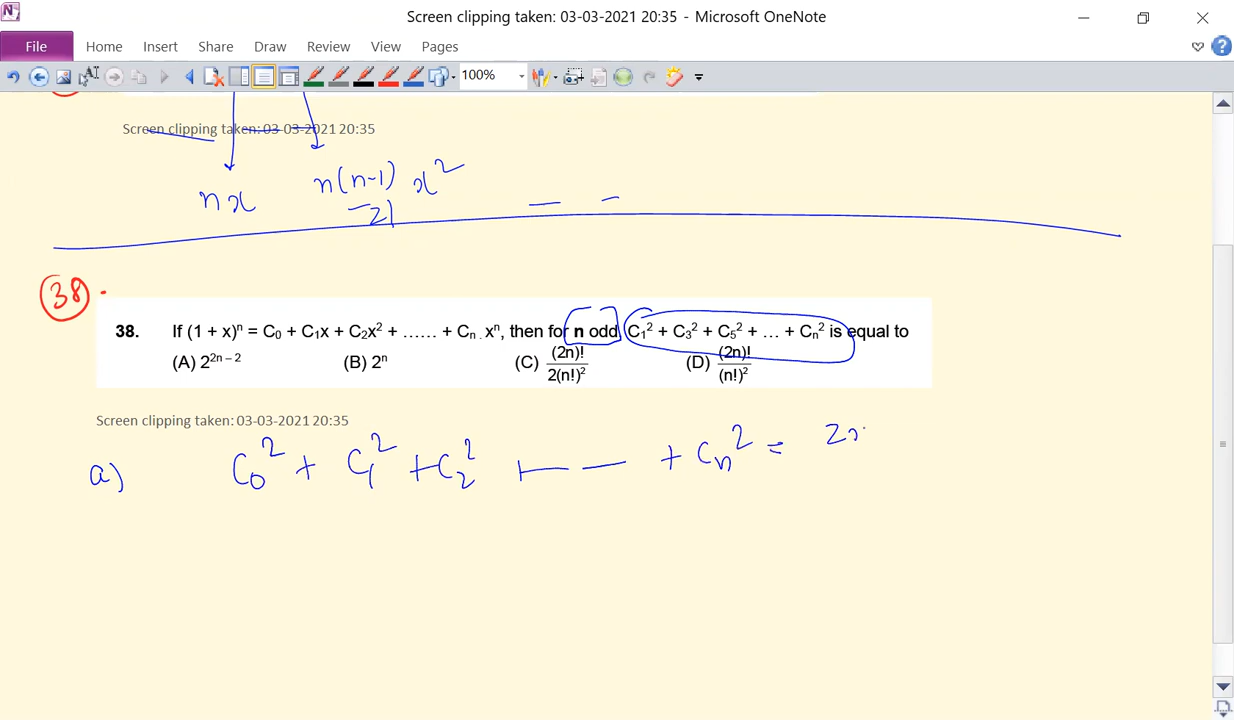 Screen clipping taken: 03-03-2021 20:35 - Microsoft OneNote
File Home Insert Share Draw Review View Pages
100%
Screen clipping taken: 03-03-2021 20:35
nx n(n-1)/2! x²
38.
38. If (1 + x)ⁿ = C₀ + C₁x + C₂x² + …… + Cₙ . xⁿ, then for n odd, C₁² + C₃² + C₅² + … + Cₙ² is equal to
(A) 2²ⁿ⁻² (B) 2ⁿ (C) (2n)!/2(n!)² (D) (2n)!/(n!)²
Screen clipping taken: 03-03-2021 20:35
a) C₀² + C₁² + C₂² + — — + Cₙ² =